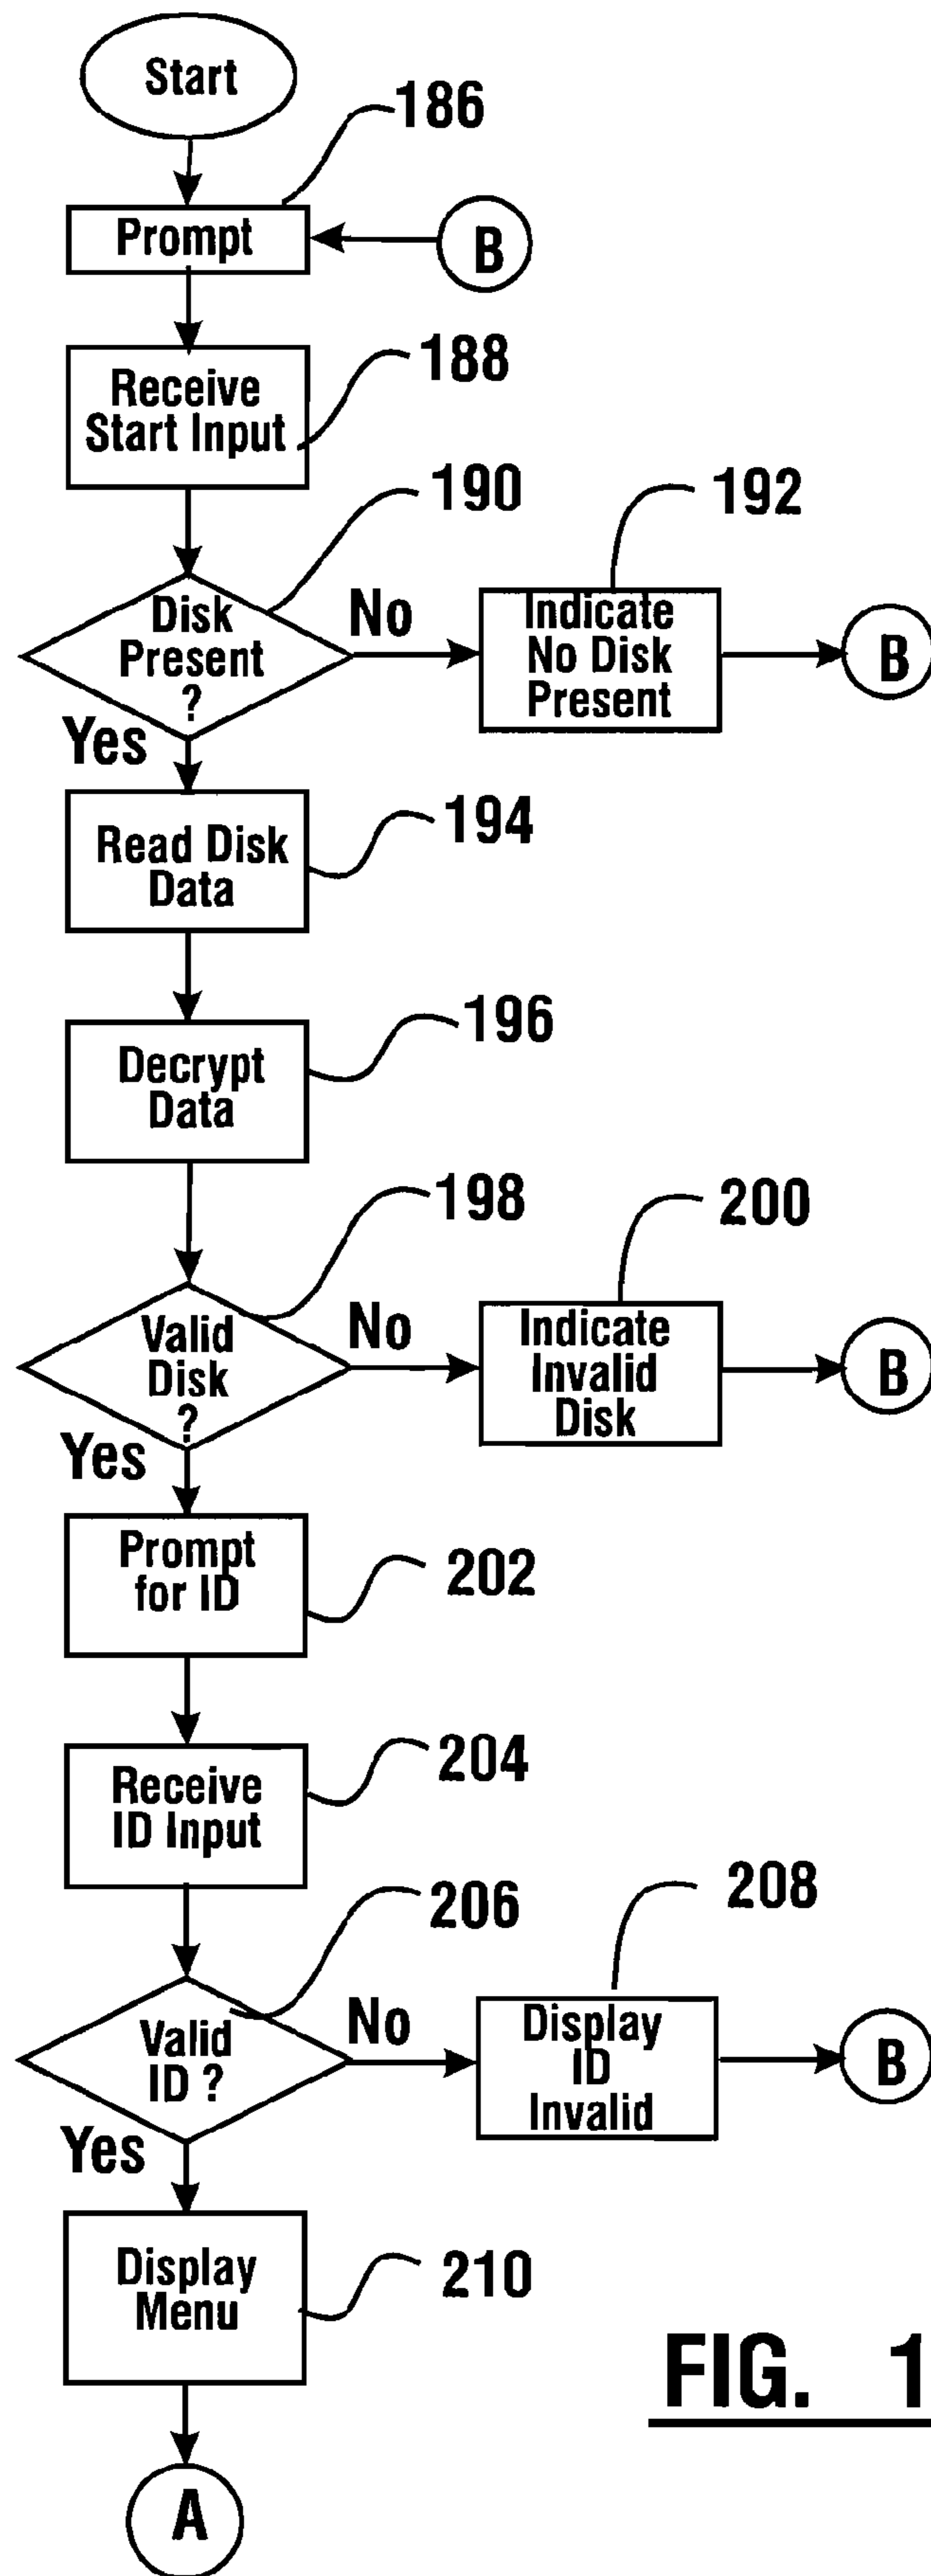 Start
186
Prompt
B
188
Receive
Start Input
190
192
Disk
Present
?
No
Indicate
No Disk
Present
B
Yes
194
Read Disk
Data
196
Decrypt
Data
198
200
Valid
Disk
?
No
Indicate
Invalid
Disk
B
Yes
Prompt
for ID
202
204
Receive
ID Input
206
208
Valid
ID ?
No
Display
ID
Invalid
B
Yes
Display
Menu
210
FIG. 1
A